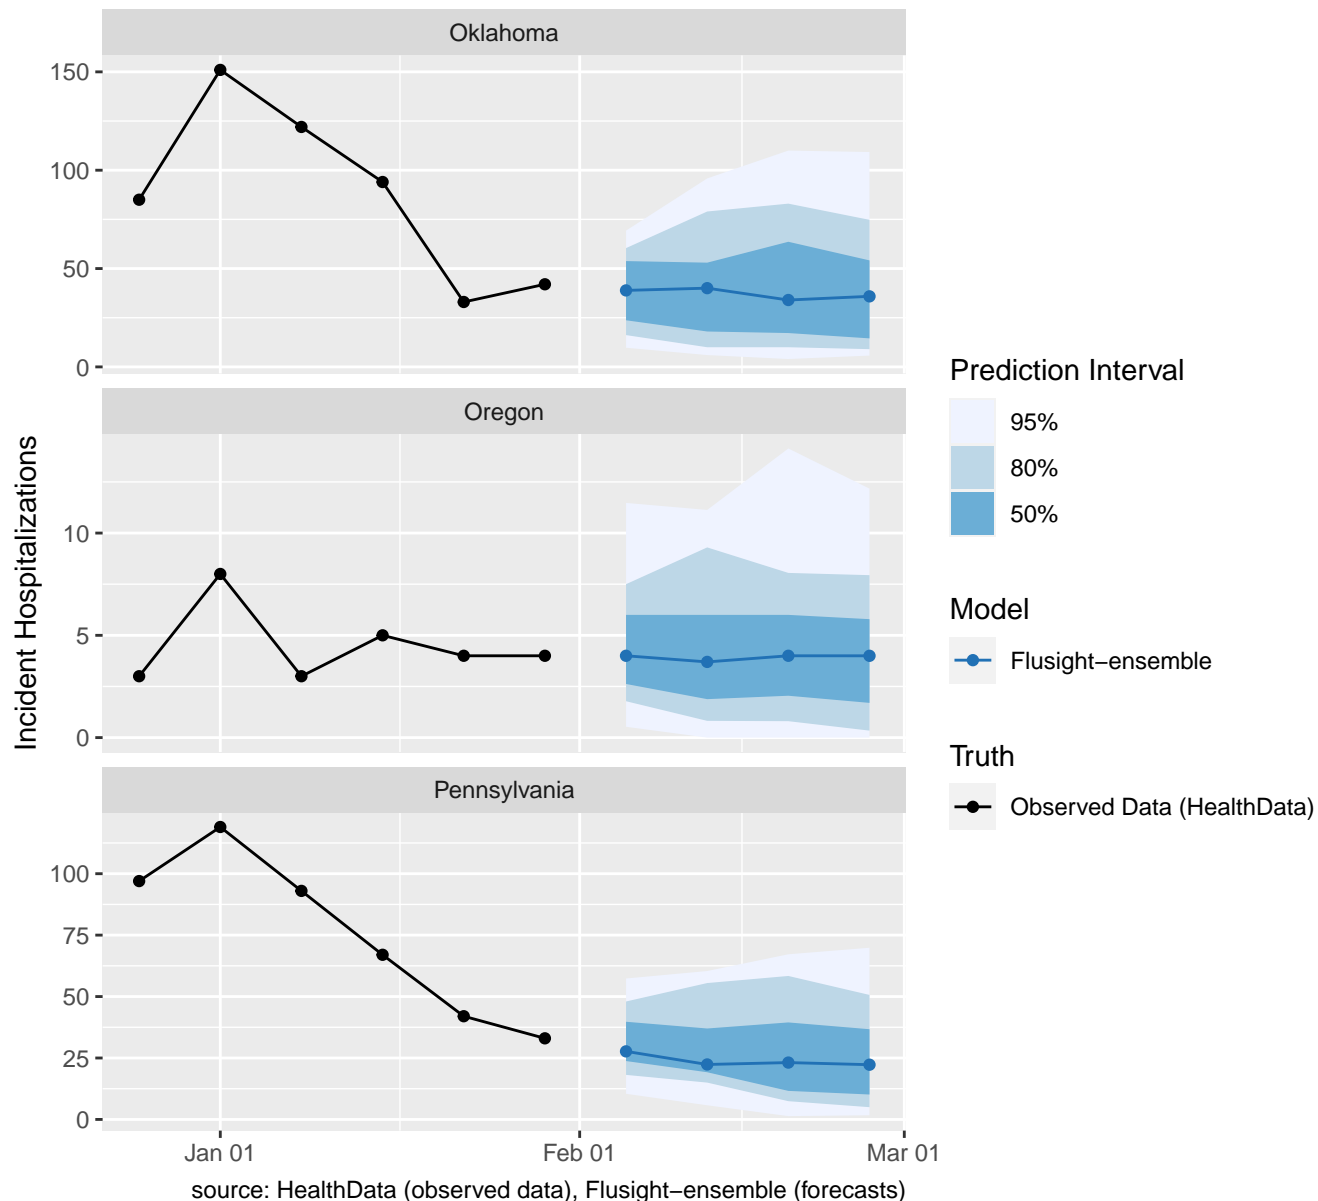 Oklahoma
150
100
50
0
Oregon
10
5
0
Pennsylvania
100
75
50
25
0
Incident Hospitalizations
Jan 01
Feb 01
Mar 01
source: HealthData (observed data), Flusight−ensemble (forecasts)
Prediction Interval
95%
80%
50%
Model
Flusight−ensemble
Truth
Observed Data (HealthData)